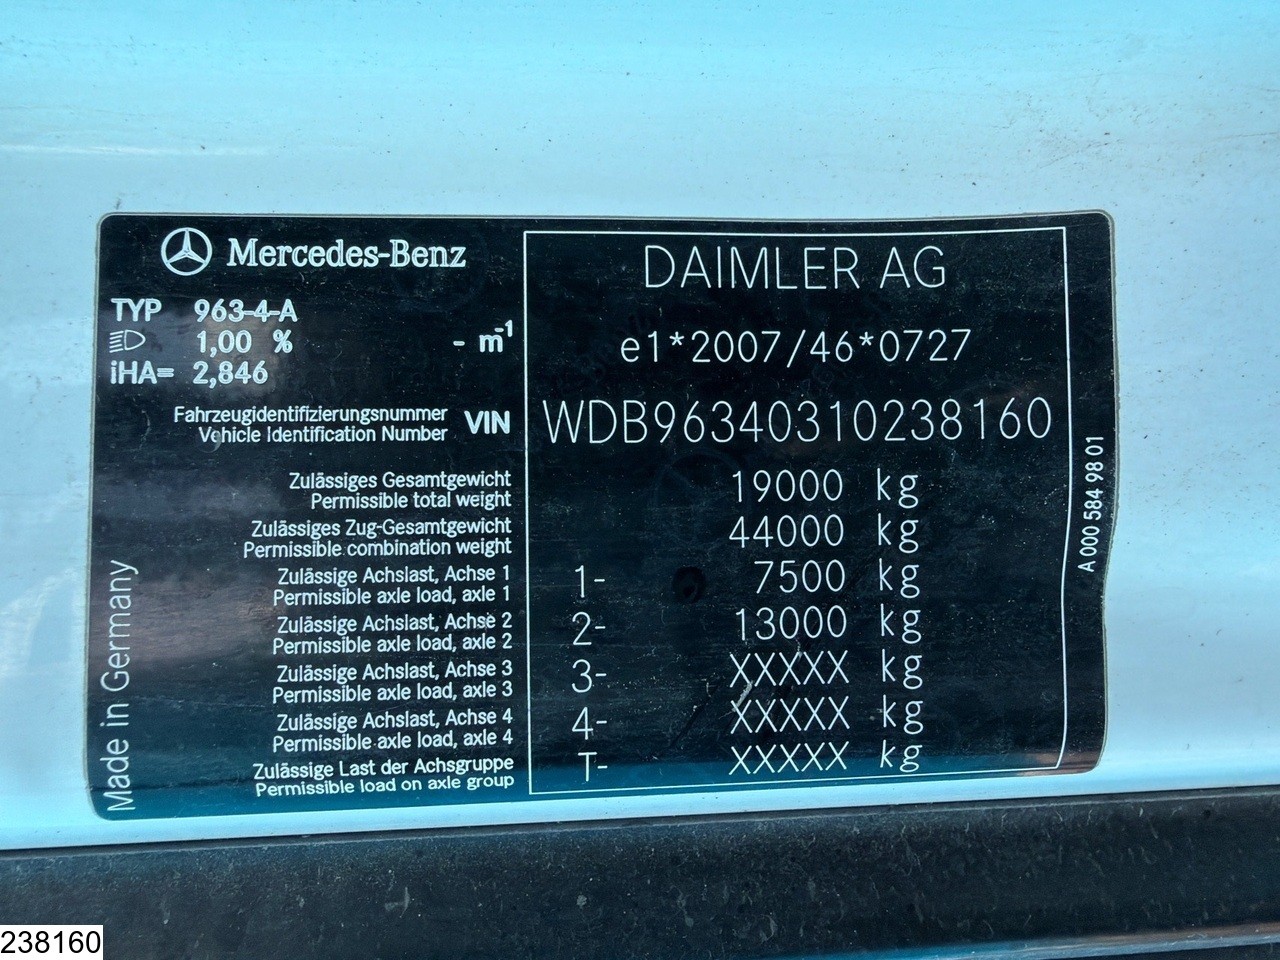 Mercedes-Benz
TYP 963-4-A
1,00 % - m-1
iHA= 2,846
DAIMLER AG
e1*2007/46*0727
Fahrzeugidentifizierungsnummer
Vehicle Identification Number
VIN WDB96340310238160
Zulässiges Gesamtgewicht
Permissible total weight
19000 kg
Zulässiges Zug-Gesamtgewicht
Permissible combination weight
44000 kg
Zulässige Achslast, Achse 1
Permissible axle load, axle 1
1- 7500 kg
Zulässige Achslast, Achse 2
Permissible axle load, axle 2
2- 13000 kg
Zulässige Achslast, Achse 3
Permissible axle load, axle 3
3- XXXXX kg
Zulässige Achslast, Achse 4
Permissible axle load, axle 4
4- XXXXX kg
Zulässige Last der Achsgruppe
Permissible load on axle group
T- XXXXX kg
Made in Germany
A 000 584 98 01
238160